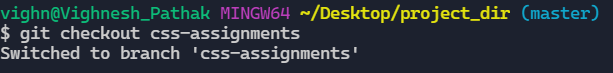 vighn@Vighnesh_Pathak MINGW64 ~/Desktop/project_dir (master)
$ git checkout css-assignments
Switched to branch 'css-assignments'